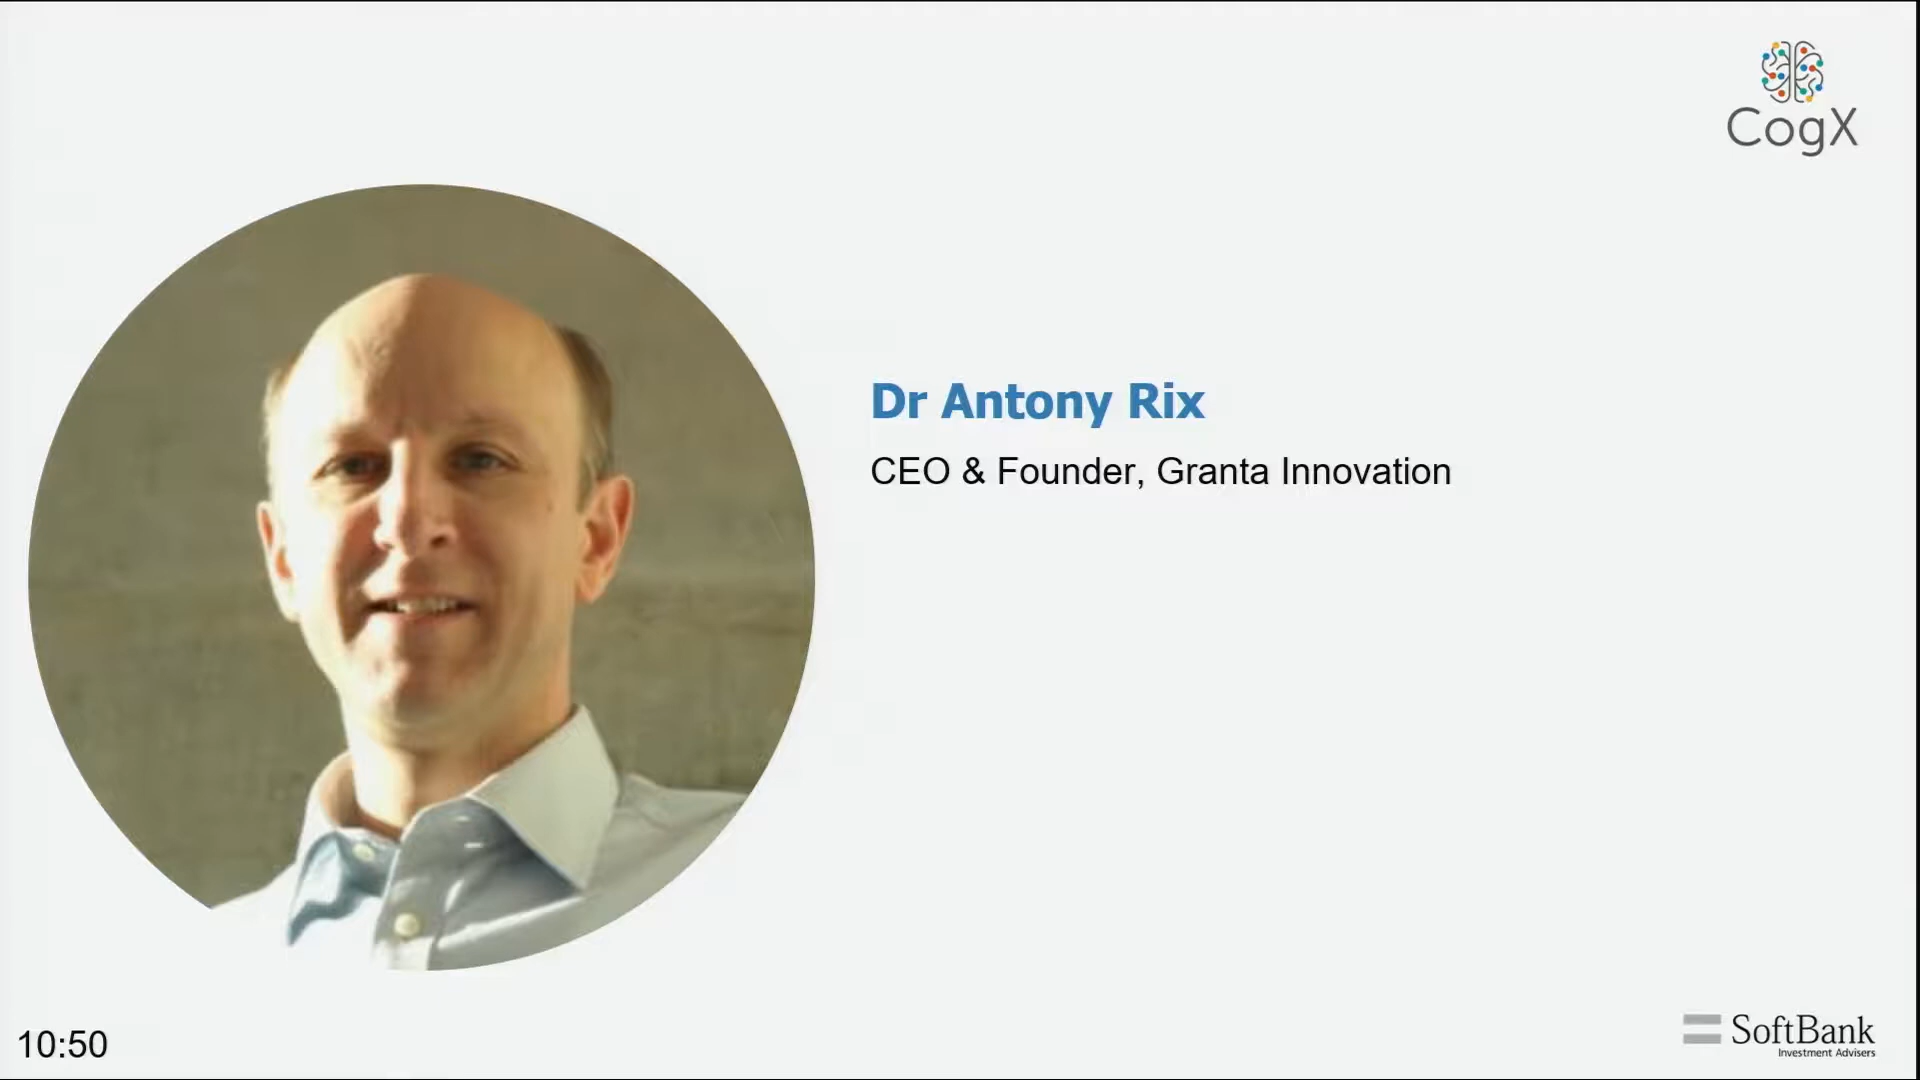 CogX
Dr Antony Rix
CEO & Founder, Granta Innovation
10:50
SoftBank
Investment Advisers